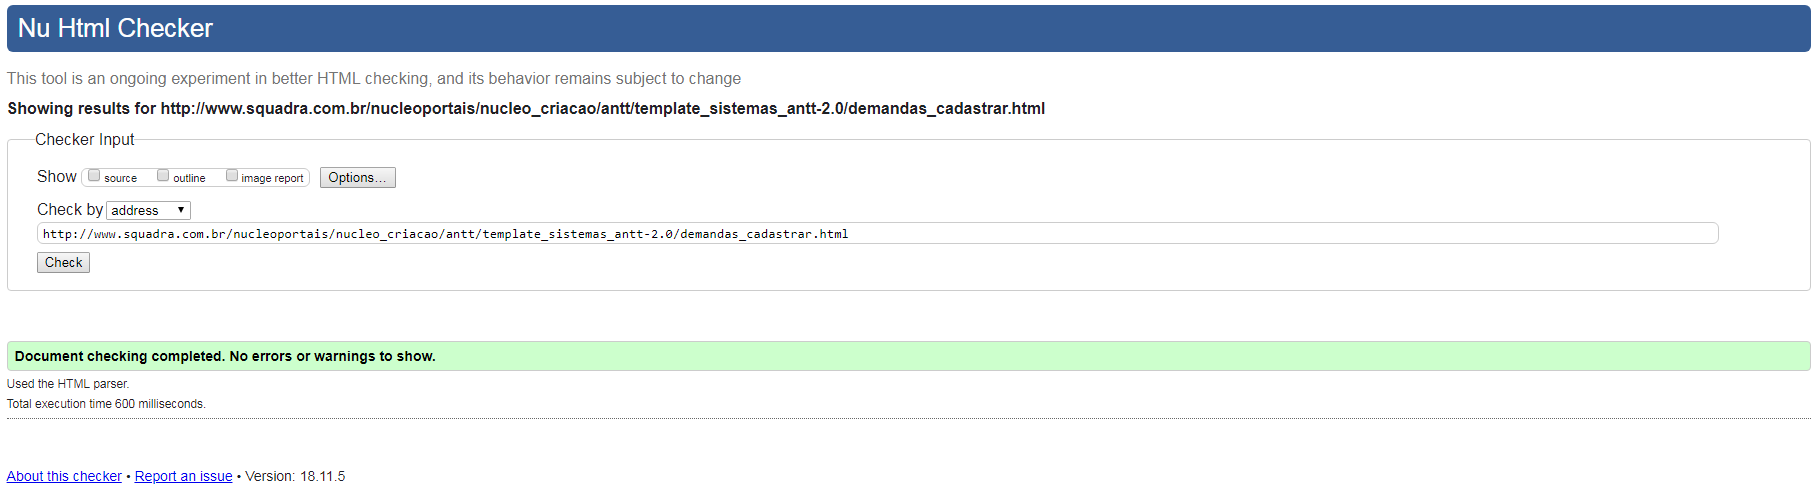 Nu Html Checker
This tool is an ongoing experiment in better HTML checking, and its behavior remains subject to change
Showing results for http://www.squadra.com.br/nucleoportais/nucleo_criacao/antt/template_sistemas_antt-2.0/demandas_cadastrar.html
Checker Input
Show source outline image report Options...
Check by address
http://www.squadra.com.br/nucleoportais/nucleo_criacao/antt/template_sistemas_antt-2.0/demandas_cadastrar.html
Check
Document checking completed. No errors or warnings to show.
Used the HTML parser.
Total execution time 600 milliseconds.
About this checker • Report an issue • Version: 18.11.5